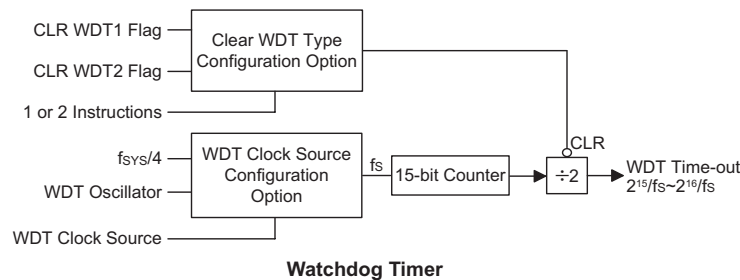 CLR WDT1 Flag
CLR WDT2 Flag
1 or 2 Instructions
Clear WDT Type
Configuration Option
fSYS/4
WDT Oscillator
WDT Clock Source
WDT Clock Source
Configuration
Option
fS
15-bit Counter
CLR
÷2
WDT Time-out
2¹⁵/fS~2¹⁶/fS
Watchdog Timer